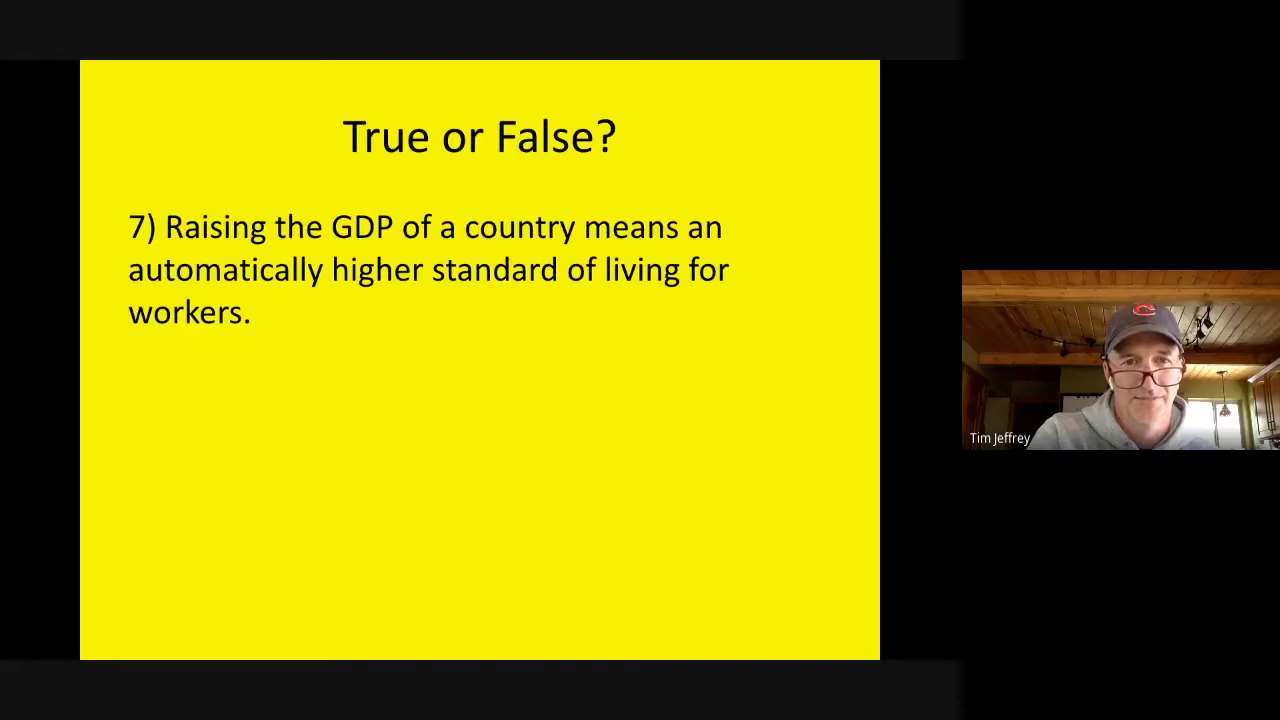 True or False?
7) Raising the GDP of a country means an
automatically higher standard of living for
workers.
Tim Jeffrey